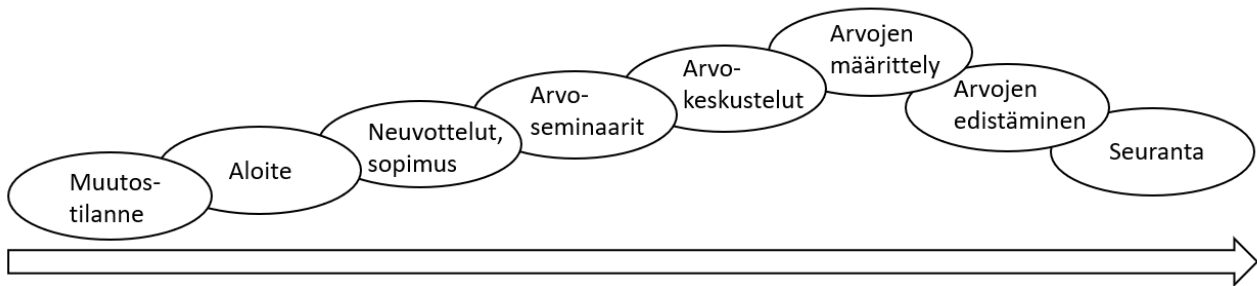 Muutos-
tilanne
Aloite
Neuvottelut,
sopimus
Arvo-
seminaarit
Arvo-
keskustelut
Arvojen
määrittely
Arvojen
edistäminen
Seuranta